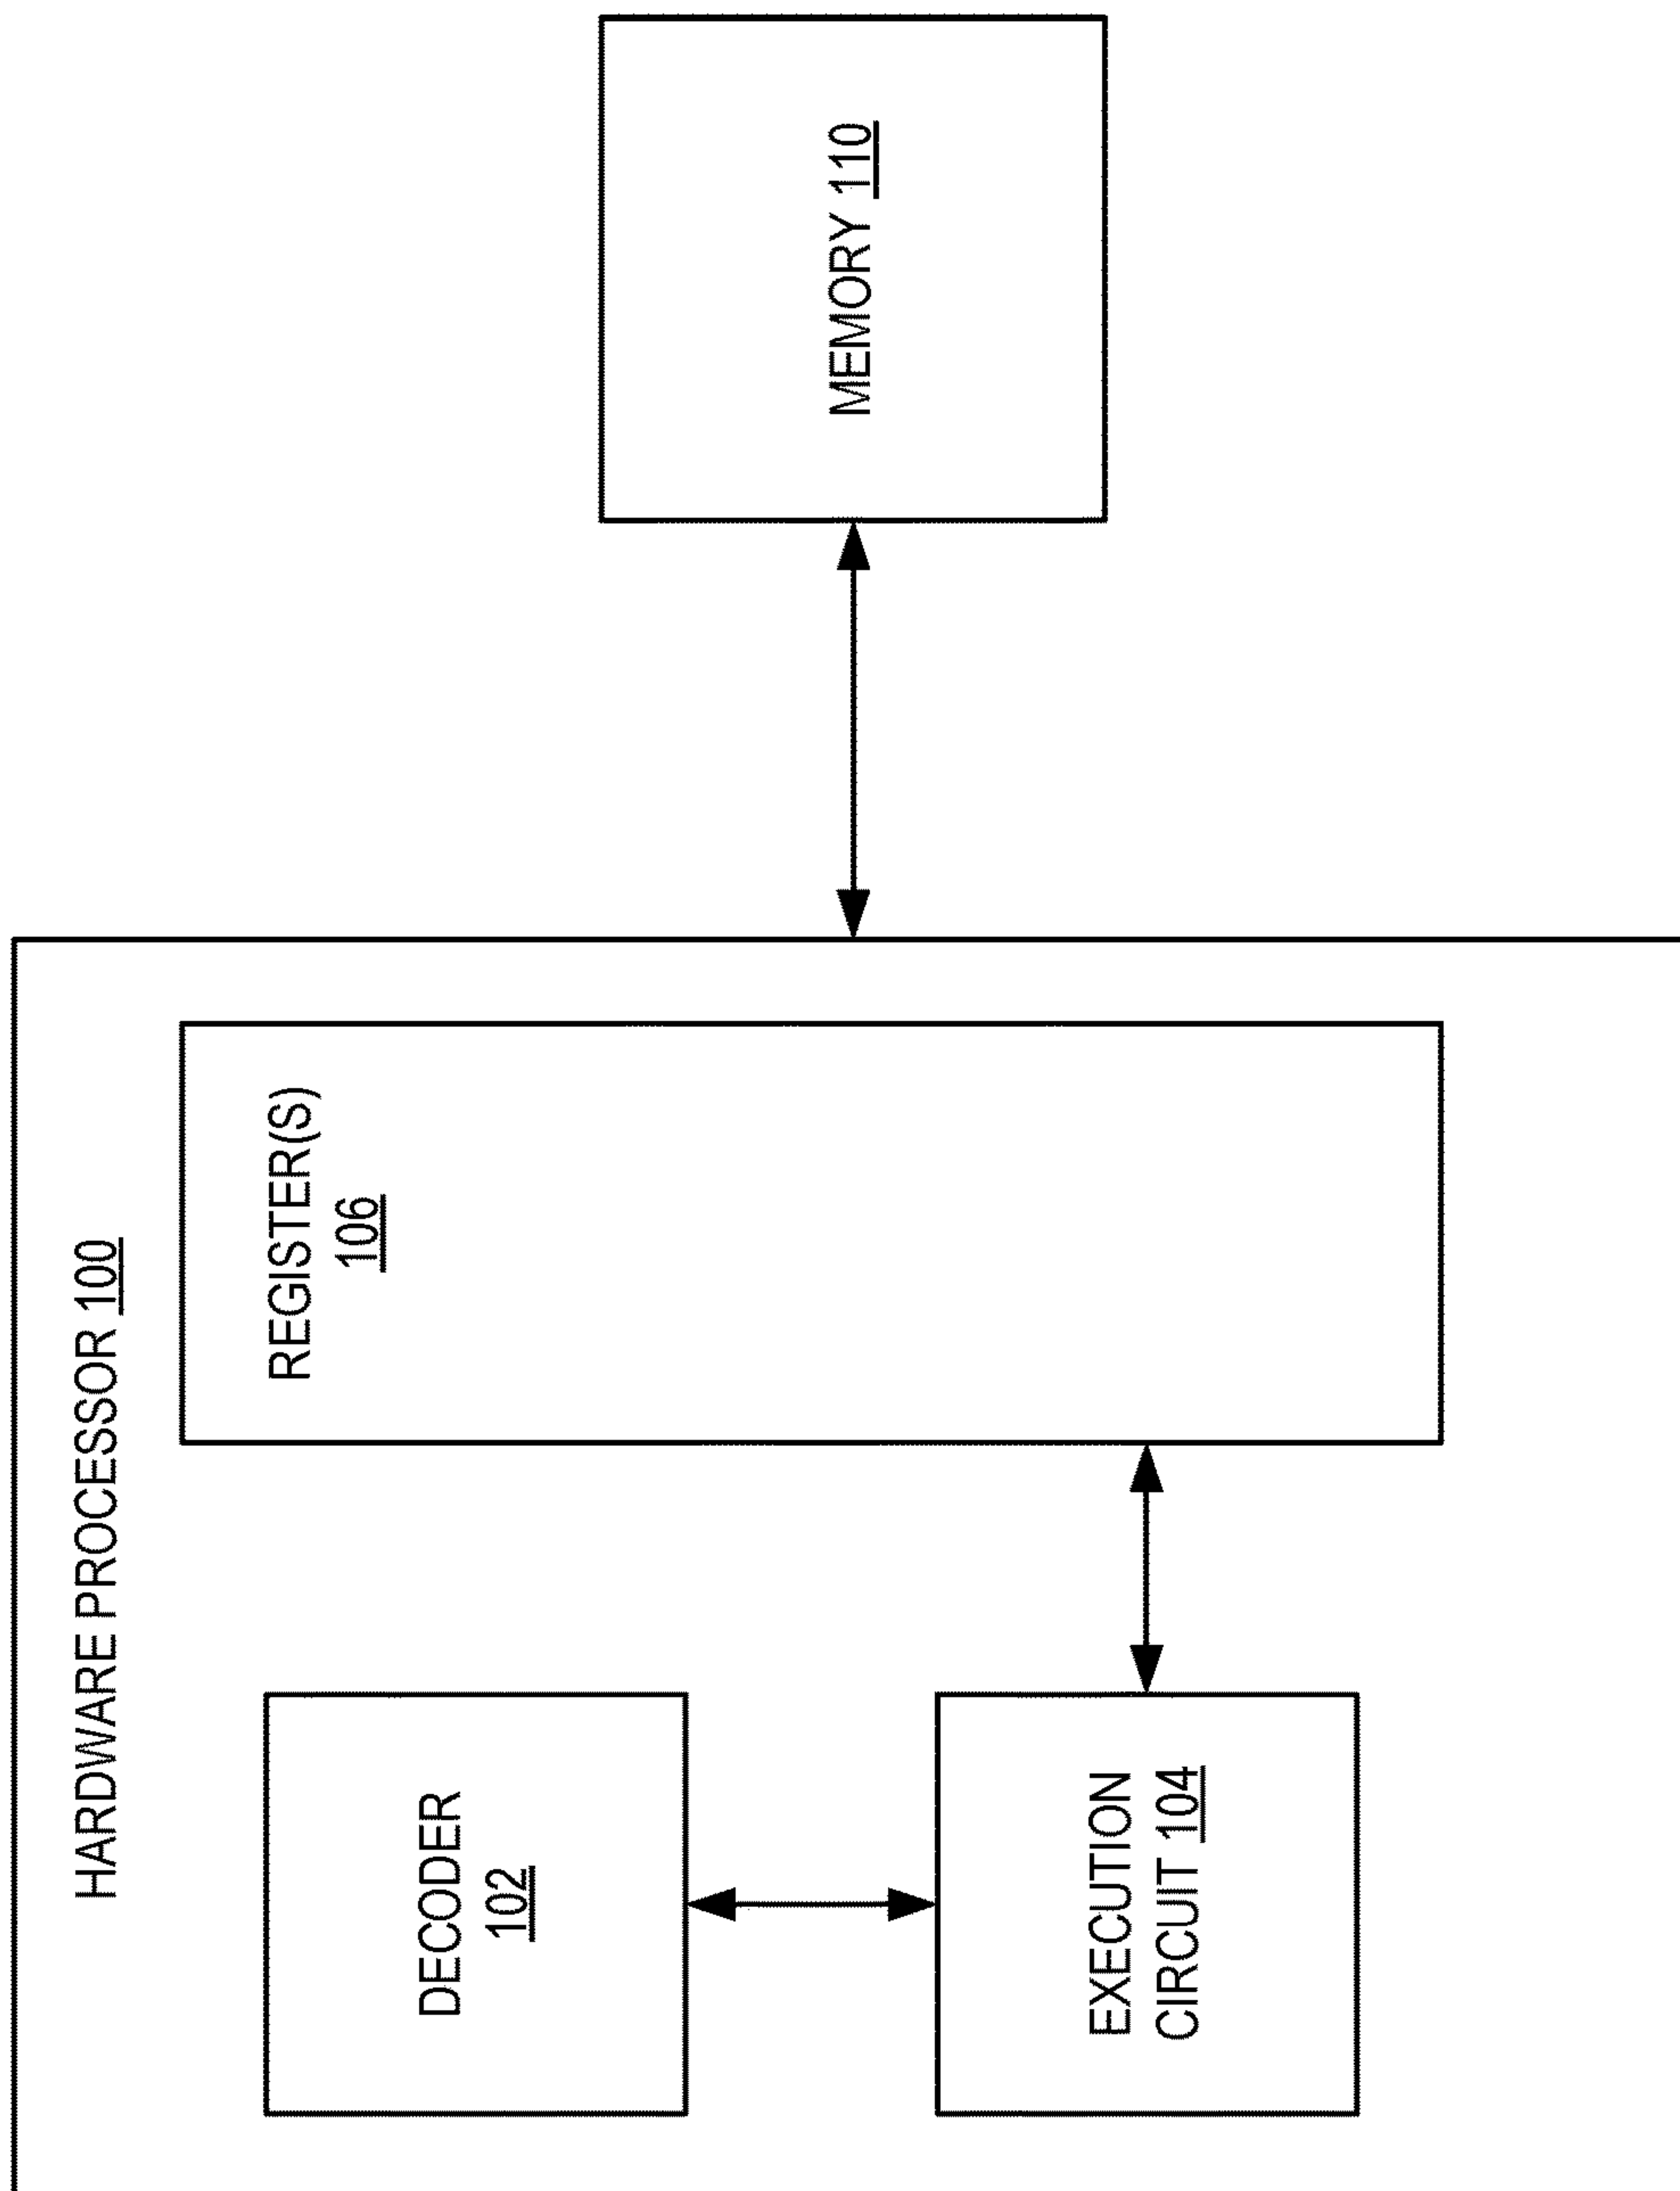 HARDWARE PROCESSOR 100
DECODER
102
EXECUTION
CIRCUIT 104
REGISTER(S)
106
MEMORY 110